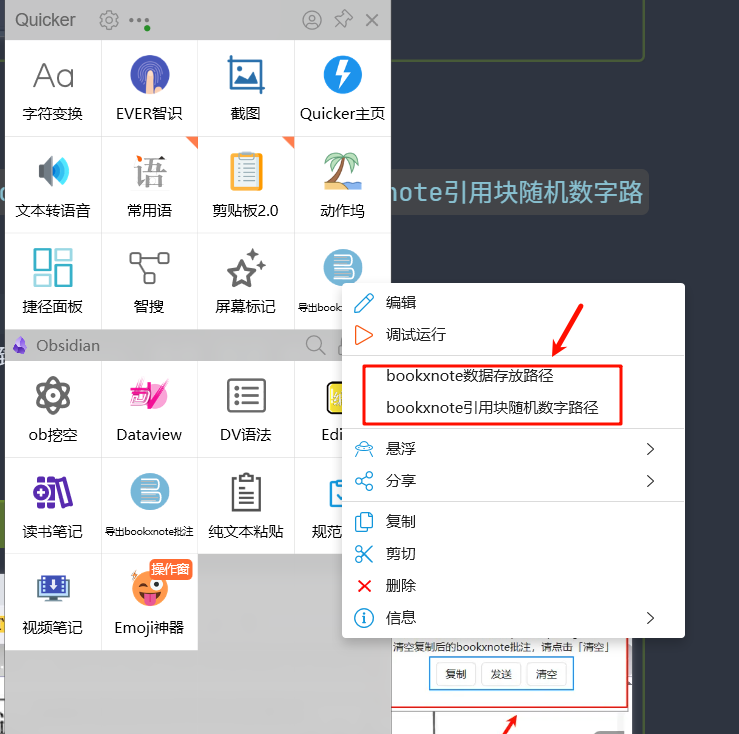 Quicker
字符变换
EVER智识
截图
Quicker主页
文本转语音
常用语
剪贴板2.0
动作坞
note引用块随机数字路
捷径面板
智搜
屏幕标记
导出book
编辑
调试运行
bookxnote数据存放路径
bookxnote引用块随机数字路径
悬浮
分享
复制
剪切
删除
信息
Obsidian
ob挖空
Dataview
DV语法
Edi
读书笔记
导出bookxnote批注
纯文本粘贴
规范
视频笔记
操作窗
Emoji神器
清空复制后的bookxnote批注，请点击「清空」
复制
发送
清空